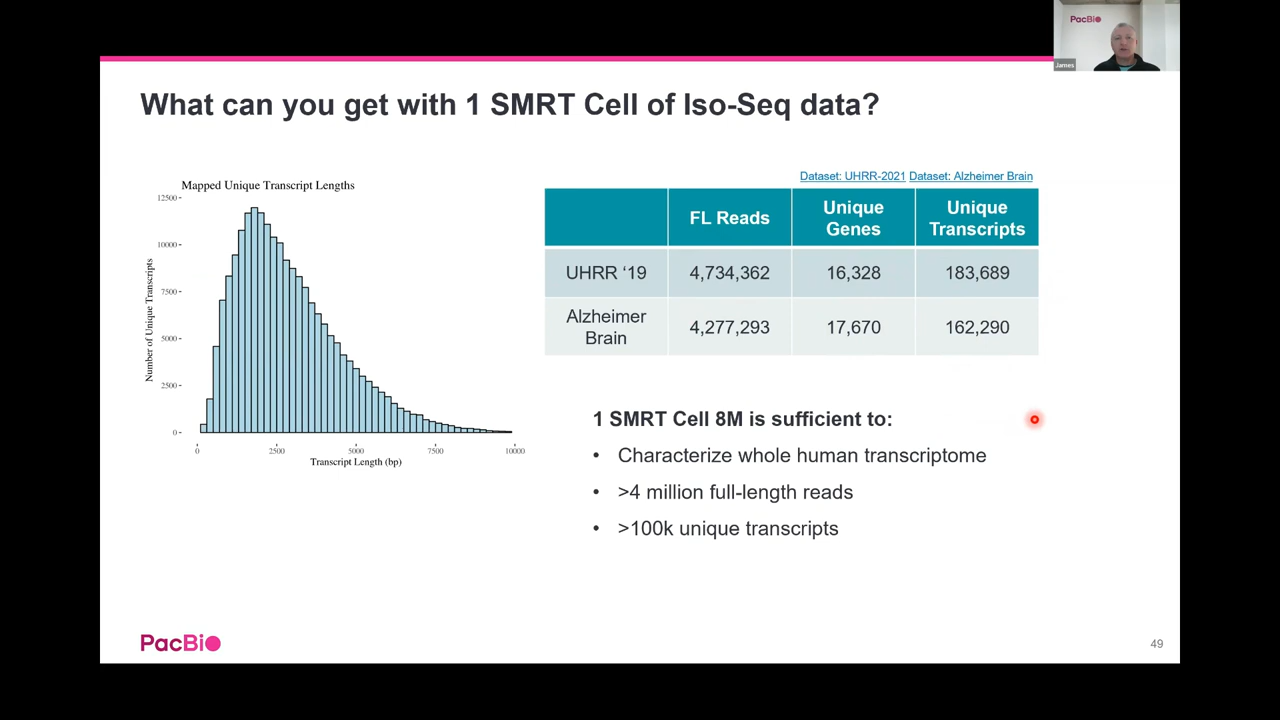 PacBio
James
What can you get with 1 SMRT Cell of Iso-Seq data?
Mapped Unique Transcript Lengths
12500
10000
7500
5000
2500
0
Number of Unique Transcripts
0 2500 5000 7500 10000
Transcript Length (bp)
Dataset: UHRR-2021 Dataset: Alzheimer Brain
FL Reads Unique Genes Unique Transcripts
UHRR ‘19 4,734,362 16,328 183,689
Alzheimer Brain 4,277,293 17,670 162,290
1 SMRT Cell 8M is sufficient to:
• Characterize whole human transcriptome
• >4 million full-length reads
• >100k unique transcripts
PacBio
49